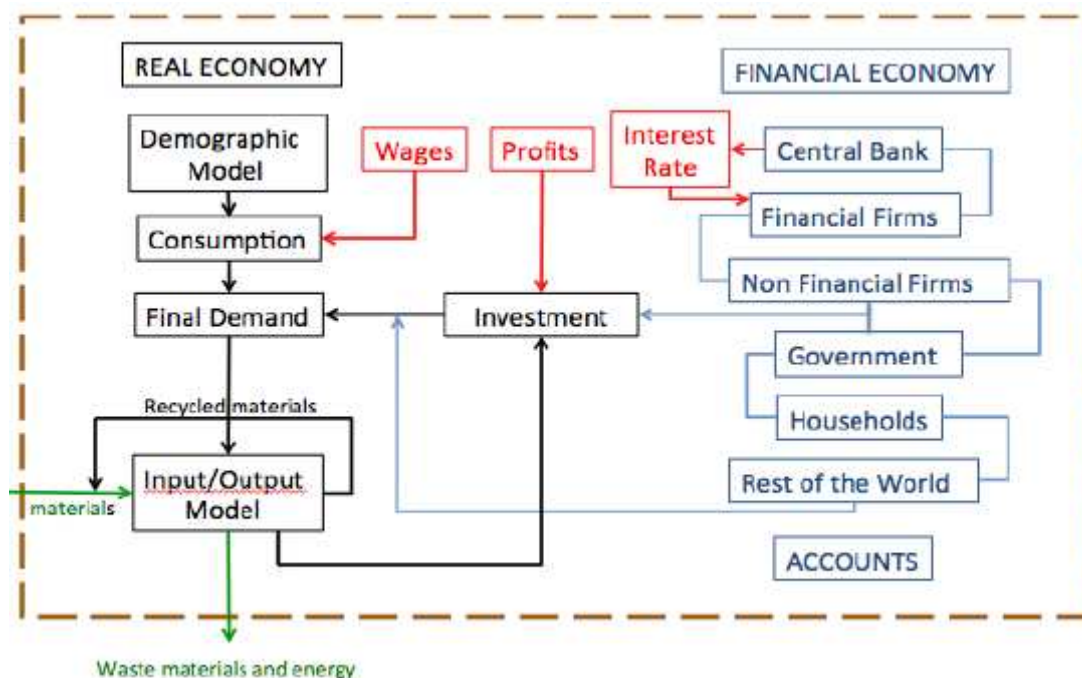 REAL ECONOMY
FINANCIAL ECONOMY
Demographic
Model
Wages
Profits
Interest
Rate
Central Bank
Financial Firms
Consumption
Non Financial Firms
Final Demand
Investment
Government
Recycled materials
Households
Input/Output
Model
Rest of the World
materials
ACCOUNTS
Waste materials and energy